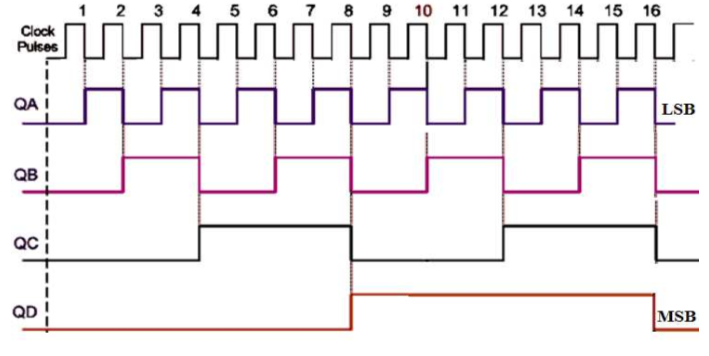 1 2 3 4 5 6 7 8 9 10 11 12 13 14 15 16
Clock
Pulses
QA LSB
QB
QC
QD MSB